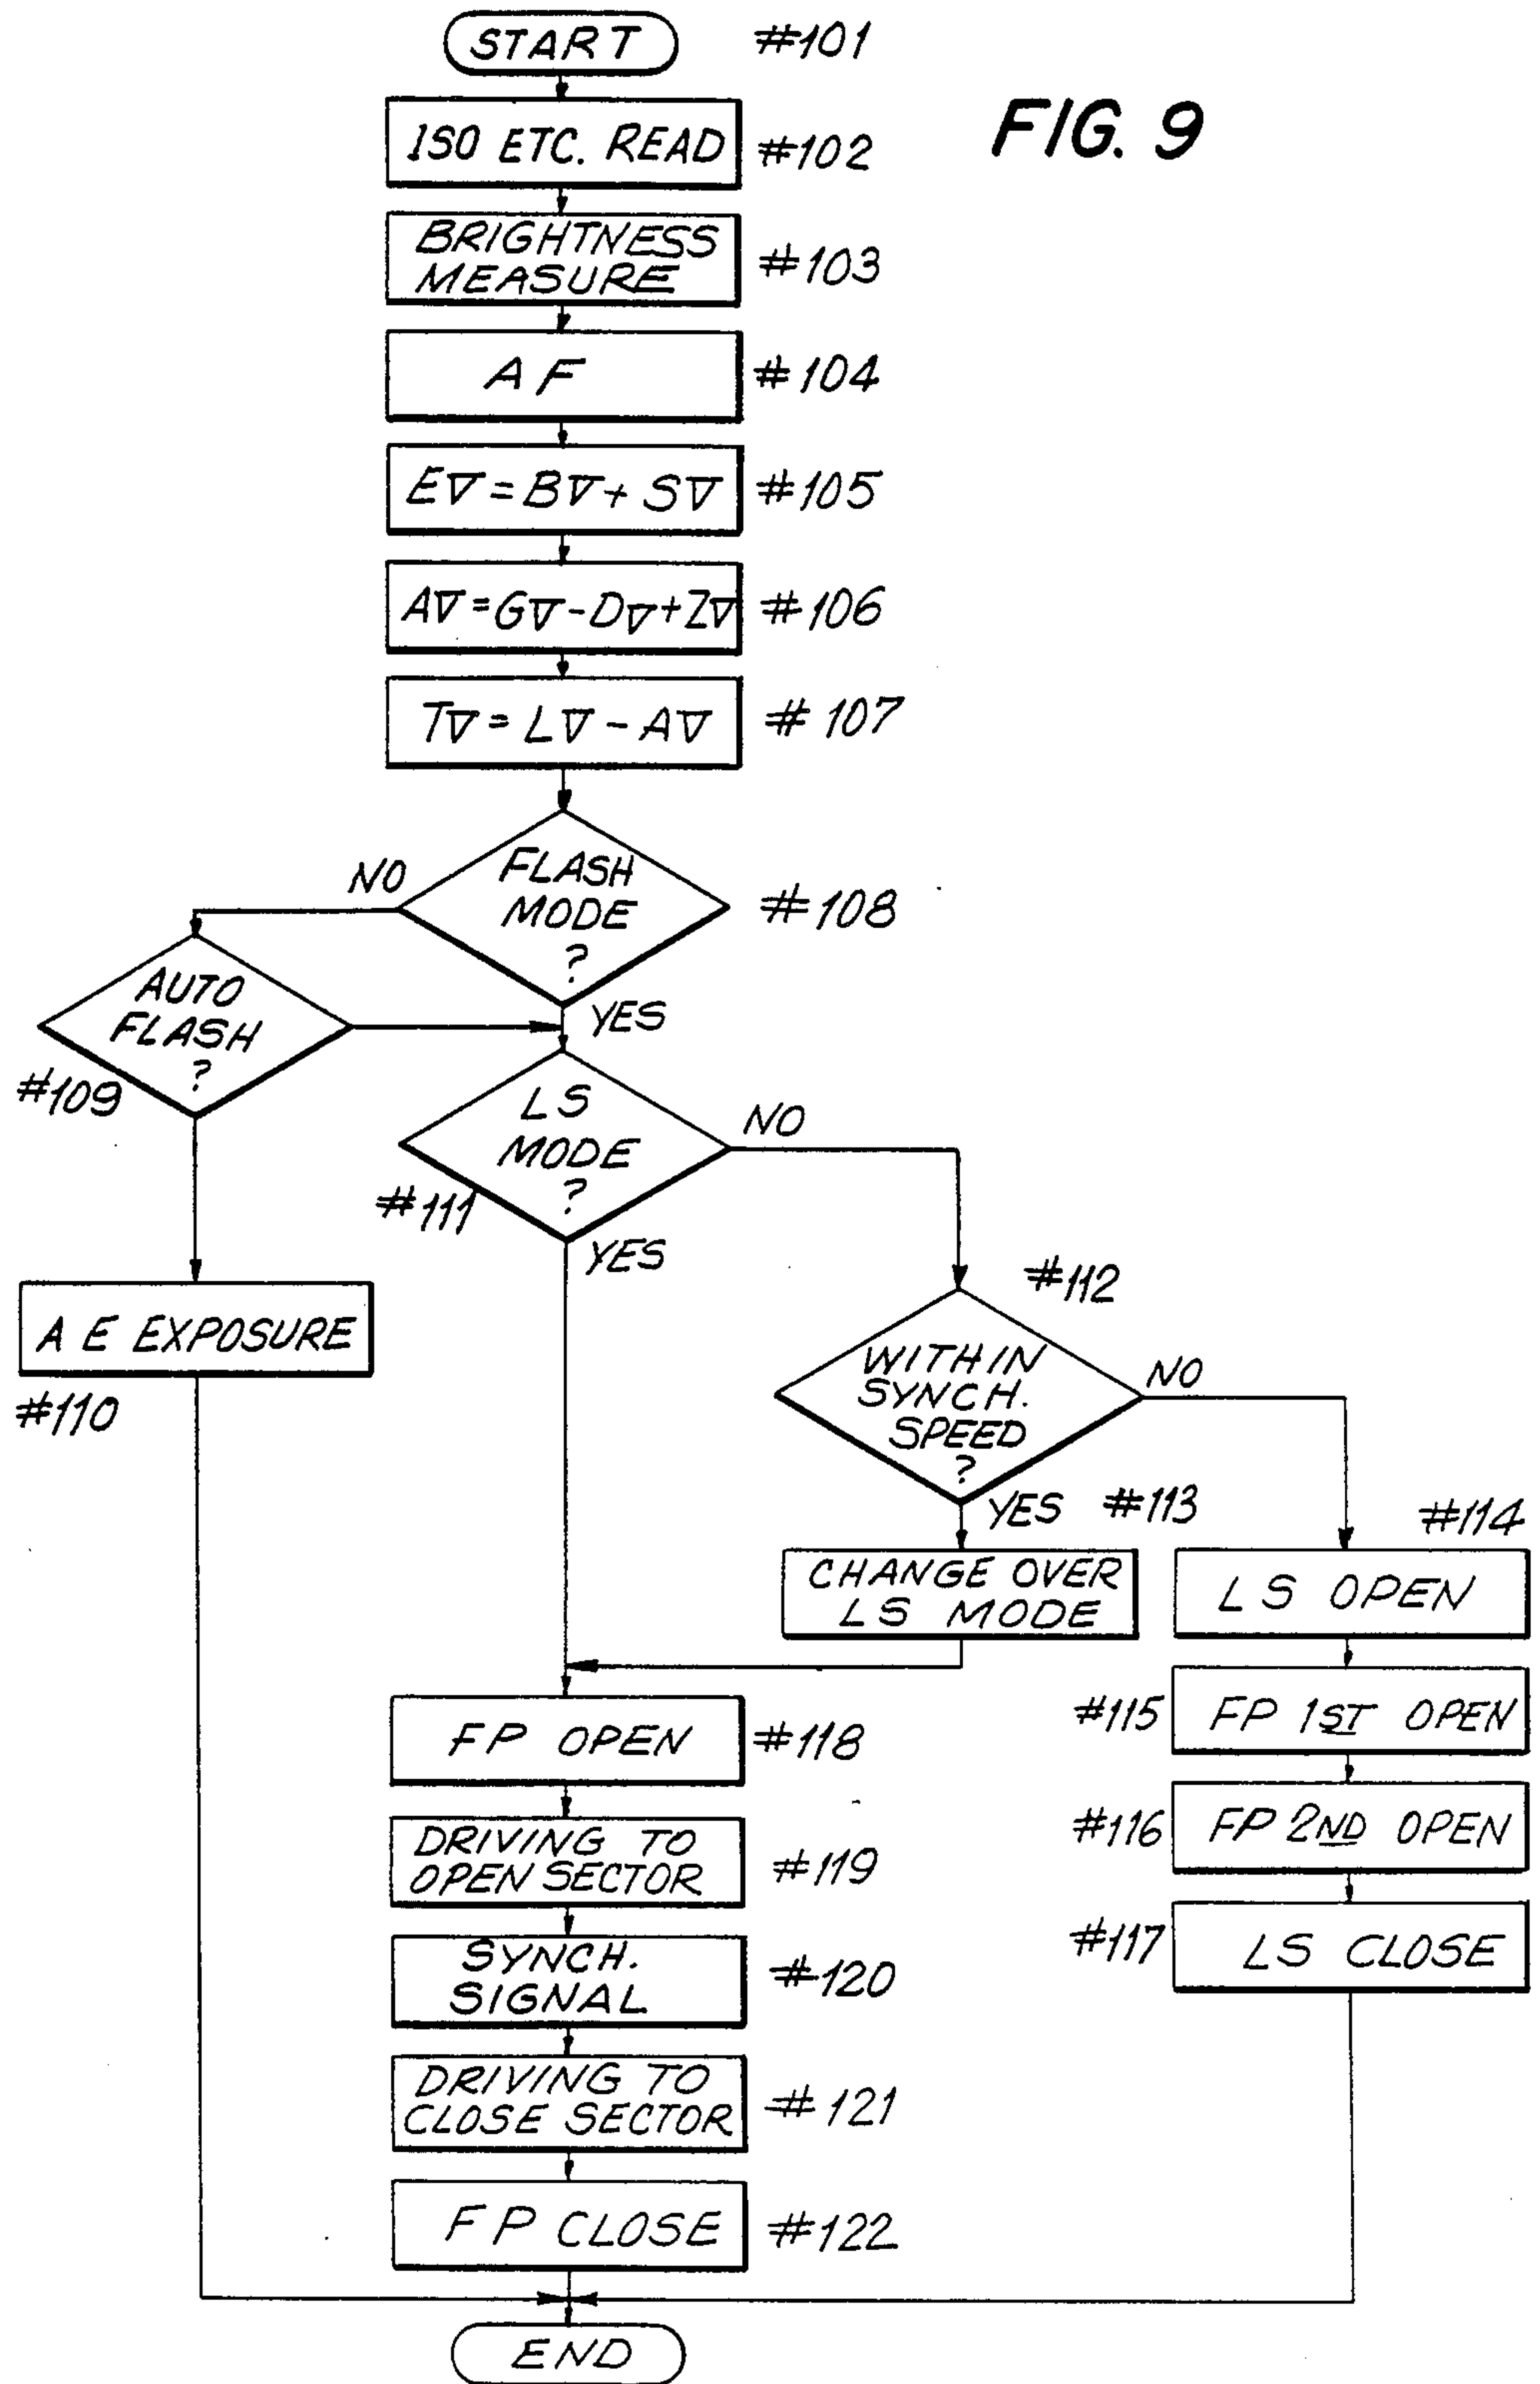 START #101
FIG. 9
ISO ETC. READ #102
BRIGHTNESS
MEASURE #103
AF #104
EV = BV + SV #105
AV = GV - DV + ZV #106
TV = LV - AV #107
FLASH
MODE
? #108
NO
YES
AUTO
FLASH
?
#109
LS
MODE
?
#111
NO
YES
A E EXPOSURE
#110
#112
WITHIN
SYNCH.
SPEED
?
NO
YES #113
#114
CHANGE OVER
LS MODE
LS OPEN
#115 FP 1ST OPEN
#116 FP 2ND OPEN
#117 LS CLOSE
FP OPEN #118
DRIVING TO
OPEN SECTOR #119
SYNCH.
SIGNAL #120
DRIVING TO
CLOSE SECTOR #121
FP CLOSE #122
END